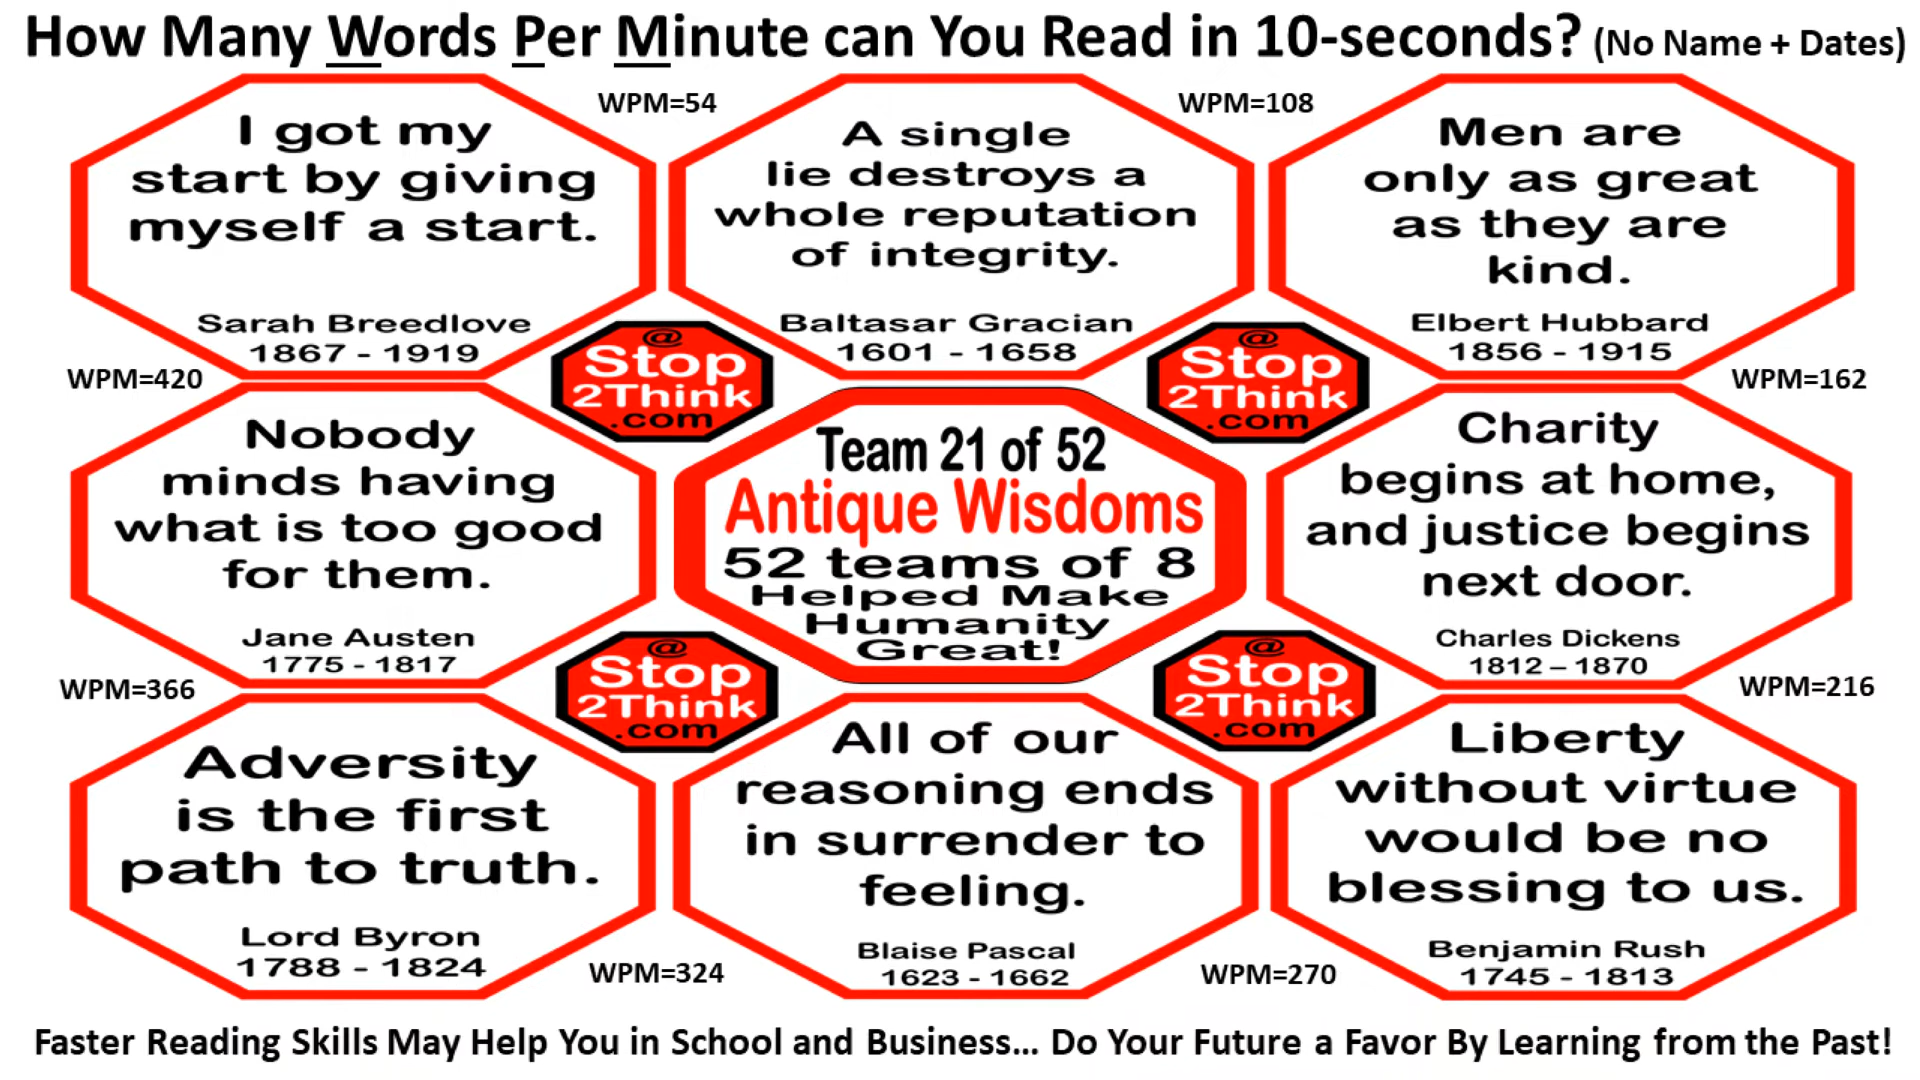 How Many Words Per Minute can You Read in 10-seconds? (No Name + Dates)
I got my
start by giving
myself a start.
Sarah Breedlove
1867 - 1919
WPM=54
A single
lie destroys a
whole reputation
of integrity.
Baltasar Gracian
1601 - 1658
WPM=108
Men are
only as great
as they are
kind.
Elbert Hubbard
1856 - 1915
WPM=162
@
Stop
2Think
.com
@
Stop
2Think
.com
WPM=420
Nobody
minds having
what is too good
for them.
Jane Austen
1775 - 1817
Team 21 of 52
Antique Wisdoms
52 teams of 8
Helped Make
Humanity
Great!
Charity
begins at home,
and justice begins
next door.
Charles Dickens
1812 – 1870
WPM=216
@
Stop
2Think
.com
@
Stop
2Think
.com
WPM=366
Adversity
is the first
path to truth.
Lord Byron
1788 - 1824
WPM=324
All of our
reasoning ends
in surrender to
feeling.
Blaise Pascal
1623 - 1662
WPM=270
Liberty
without virtue
would be no
blessing to us.
Benjamin Rush
1745 - 1813
Faster Reading Skills May Help You in School and Business... Do Your Future a Favor By Learning from the Past!